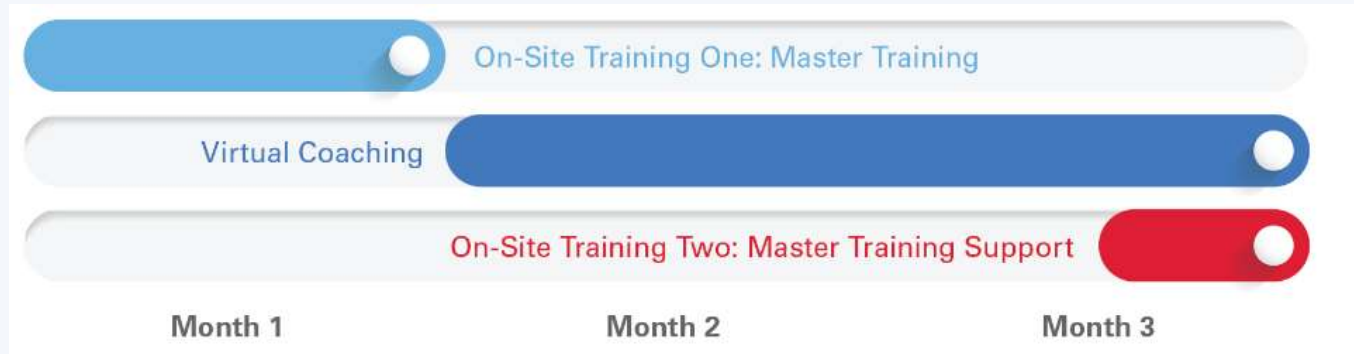 On-Site Training One: Master Training
Virtual Coaching
On-Site Training Two: Master Training Support
Month 1 Month 2 Month 3